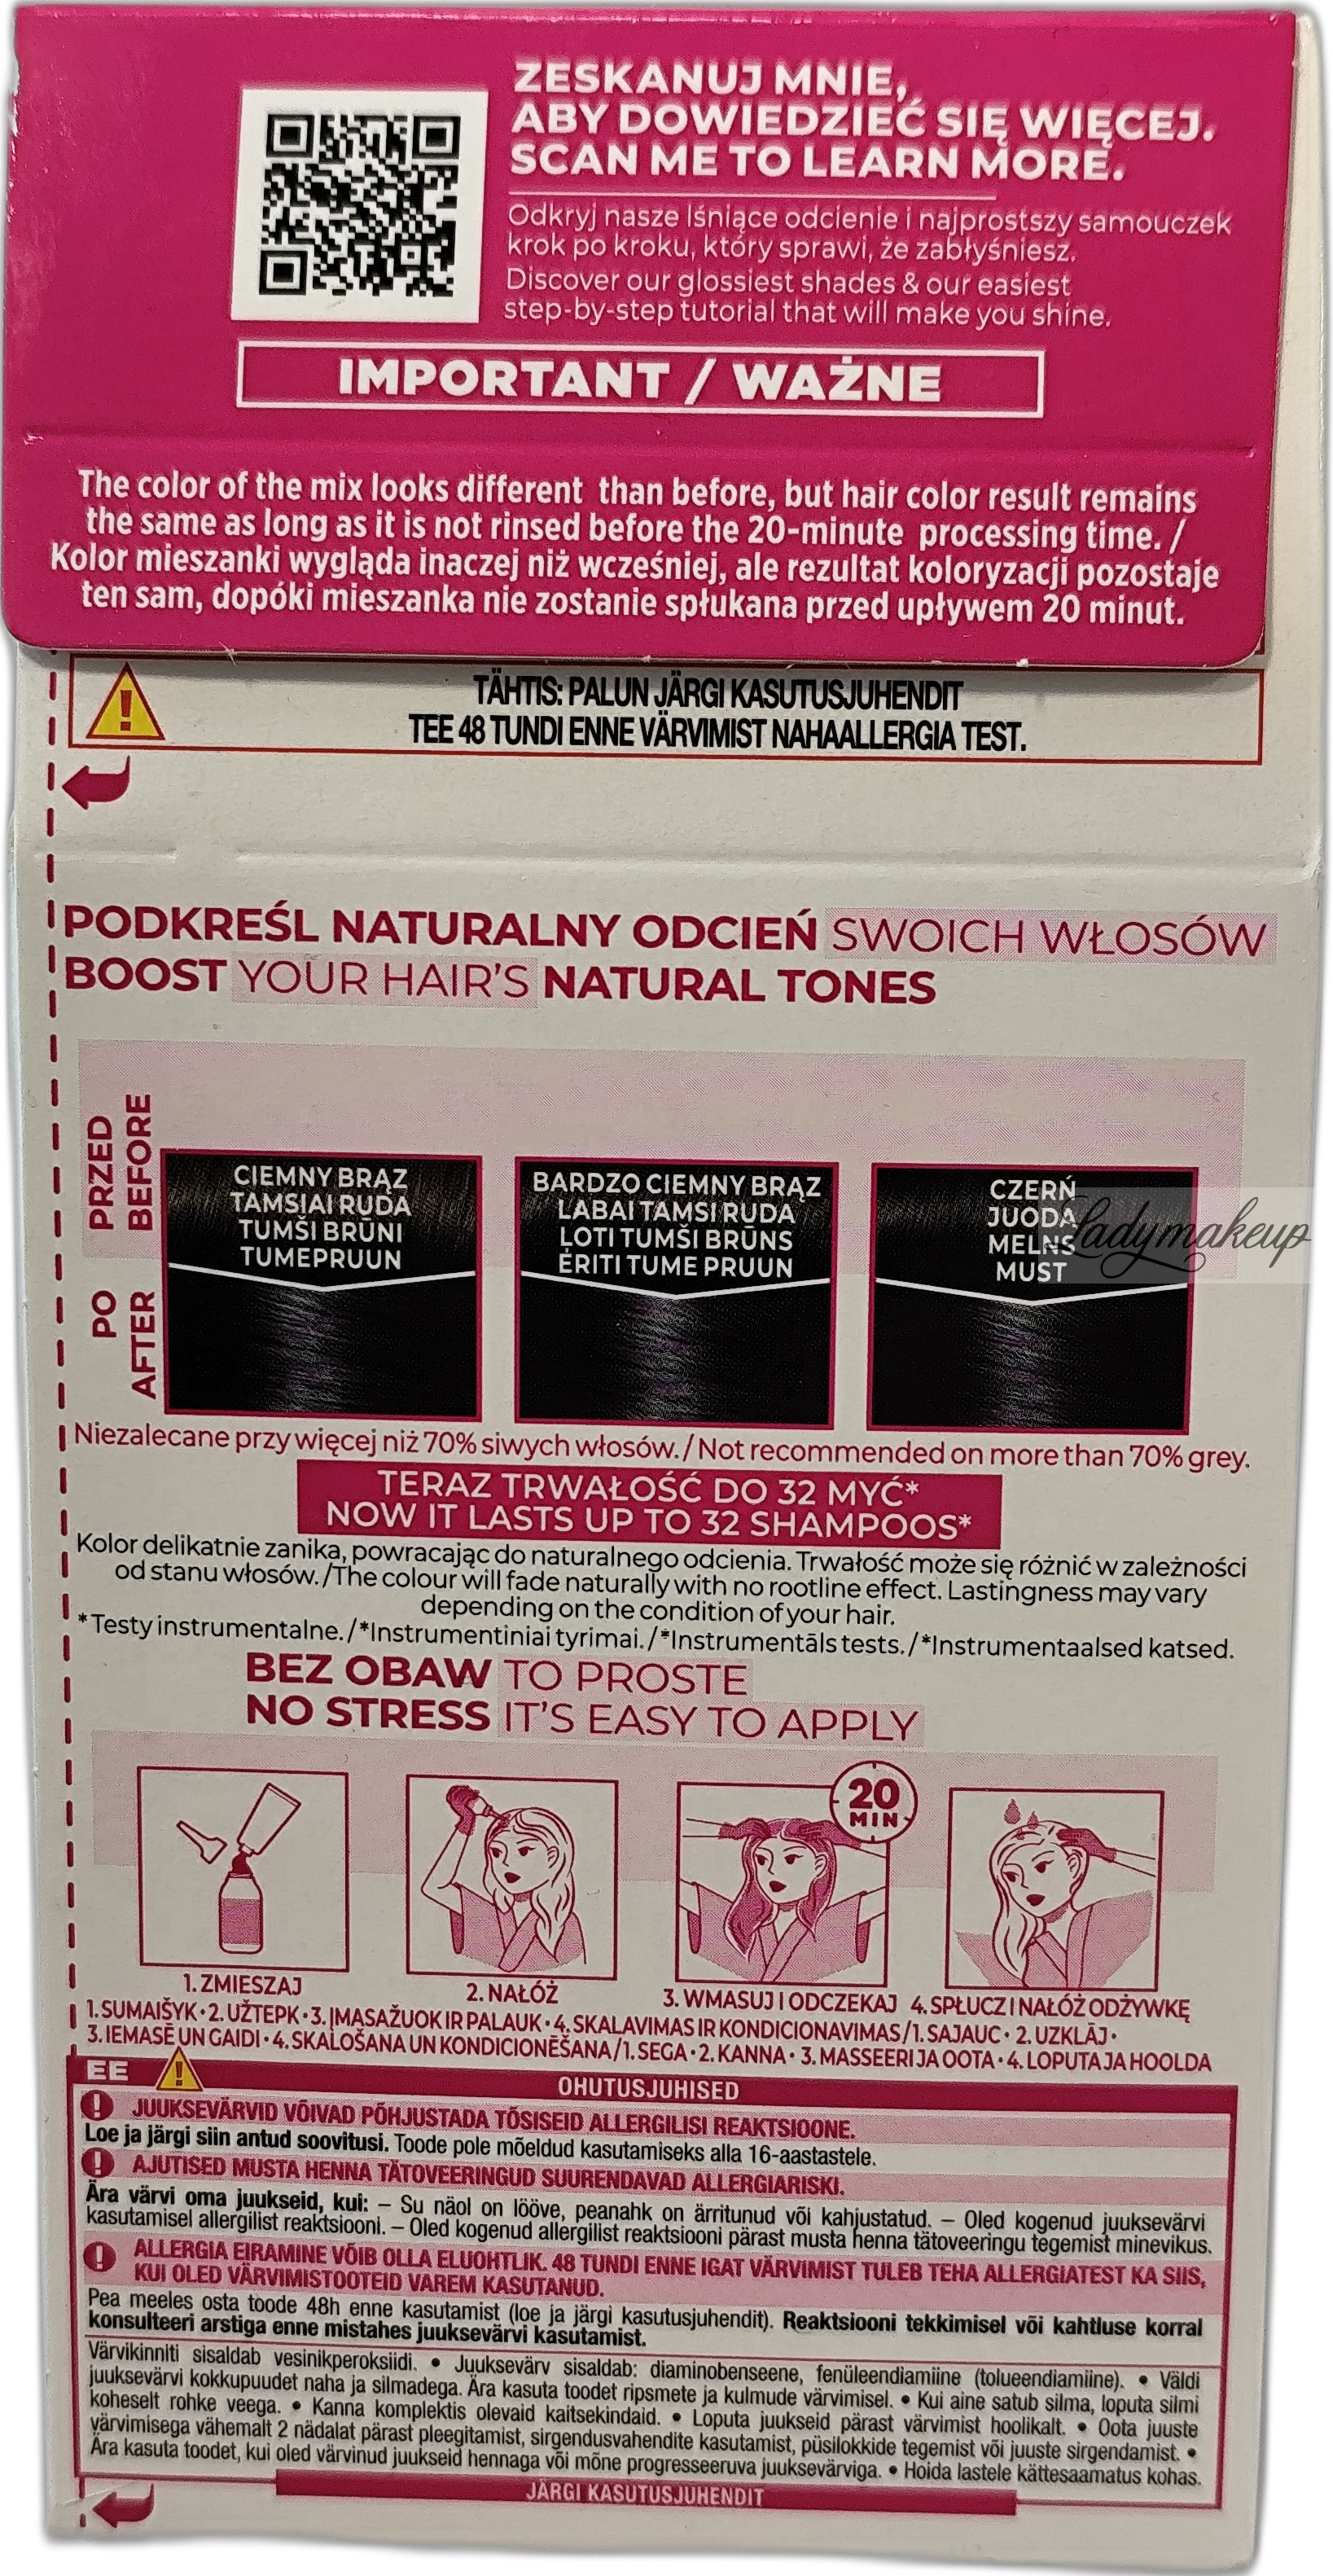 ZESKANUJ MNIE,
ABY DOWIEDZIEĆ SIĘ WIĘCEJ.
SCAN ME TO LEARN MORE.
Odkryj nasze lśniące odcienie i najprostszy samouczek
krok po kroku, który sprawi, że zabłyśniesz.
Discover our glossiest shades & our easiest
step-by-step tutorial that will make you shine.
IMPORTANT / WAŻNE
The color of the mix looks different than before, but hair color result remains
the same as long as it is not rinsed before the 20-minute processing time. /
Kolor mieszanki wygląda inaczej niż wcześniej, ale rezultat koloryzacji pozostaje
ten sam, dopóki mieszanka nie zostanie spłukana przed upływem 20 minut.
TÄHTIS: PALUN JÄRGI KASUTUSJUHENDIT
TEE 48 TUNDI ENNE VÄRVIMIST NAHAALLERGIA TEST.
PODKREŚL NATURALNY ODCIEŃ SWOICH WŁOSÓW
BOOST YOUR HAIR'S NATURAL TONES
PRZED
BEFORE
CIEMNY BRĄZ
TAMSIAI RUDA
TUMŠI BRŪNI
TUMEPRUUN
BARDZO CIEMNY BRĄZ
LABAI TAMSI RUDA
ĻOTI TUMŠI BRŪNS
ERITI TUME PRUUN
CZERŃ
JUODA
MELNS
MUST
ladymakeup
PO
AFTER
Niezalecane przy więcej niż 70% siwych włosów. / Not recommended on more than 70% grey.
TERAZ TRWAŁOŚĆ DO 32 MYĆ*
NOW IT LASTS UP TO 32 SHAMPOOS*
Kolor delikatnie zanika, powracając do naturalnego odcienia. Trwałość może się różnić w zależności
od stanu włosów. /The colour will fade naturally with no rootline effect. Lastingness may vary
depending on the condition of your hair.
*Testy instrumentalne. /*Instrumentiniai tyrimai. /*Instrumentāls tests. /*Instrumentaalsed katsed.
BEZ OBAW TO PROSTE
NO STRESS IT'S EASY TO APPLY
20
MIN
1. ZMIESZAJ
2. NAŁÓŻ
3. WMASUJ I ODCZEKAJ
4. SPŁUCZ I NAŁÓŻ ODŻYWKĘ
1. SUMAIŠYK • 2. UŽTEPK • 3. ĮMASAŽUOK IR PALAUK • 4. SKALAVIMAS IR KONDICIONAVIMAS /1. SAJAUC • 2. UZKLĀJ •
3. IEMASĒ UN GAIDI • 4. SKALOŠANA UN KONDICIONĒŠANA /1. SEGA • 2. KANNA • 3. MASSEERI JA OOTA • 4. LOPUTA JA HOOLDA
EE
OHUTUSJUHISED
JUUKSEVÄRVID VÕIVAD PÕHJUSTADA TÕSISEID ALLERGILISI REAKTSIOONE.
Loe ja järgi siin antud soovitusi. Toode pole mõeldud kasutamiseks alla 16-aastastele.
AJUTISED MUSTA HENNA TÄTOVEERINGUD SUURENDAVAD ALLERGIARISKI.
Ära värvi oma juukseid, kui: – Su näol on lööve, peanahk on ärritunud või kahjustatud. – Oled kogenud juuksevärvi
kasutamisel allergilist reaktsiooni. – Oled kogenud allergilist reaktsiooni pärast musta henna tätoveeringu tegemist minevikus.
ALLERGIA EIRAMINE VÕIB OLLA ELUOHTLIK. 48 TUNDI ENNE IGAT VÄRVIMIST TULEB TEHA ALLERGIATEST KA SIIS,
KUI OLED VÄRVIMISTOOTEID VAREM KASUTANUD.
Pea meeles osta toode 48h enne kasutamist (loe ja järgi kasutusjuhendit). Reaktsiooni tekkimisel või kahtluse korral
konsulteeri arstiga enne mistahes juuksevärvi kasutamist.
Värvikinniti sisaldab vesinikperoksiidi. • Juuksevärv sisaldab: diaminobenseene, fenüleendiamiine (tolueendiamiine). • Väldi
juuksevärvi kokkupuudet naha ja silmadega. Ära kasuta toodet ripsmete ja kulmude värvimisel. • Kui aine satub silma, loputa silmi
koheselt rohke veega. • Kanna komplektis olevaid kaitsekindaid. • Loputa juukseid pärast värvimist hoolikalt. • Oota juuste
värvimisega vähemalt 2 nädalat pärast pleegitamist, sirgendusvahendite kasutamist, püsilokkide tegemist või juuste sirgendamist. •
Ära kasuta toodet, kui oled värvinud juukseid hennaga või mõne progresseeruva juuksevärviga. • Hoida lastele kättesaamatus kohas.
JÄRGI KASUTUSJUHENDIT